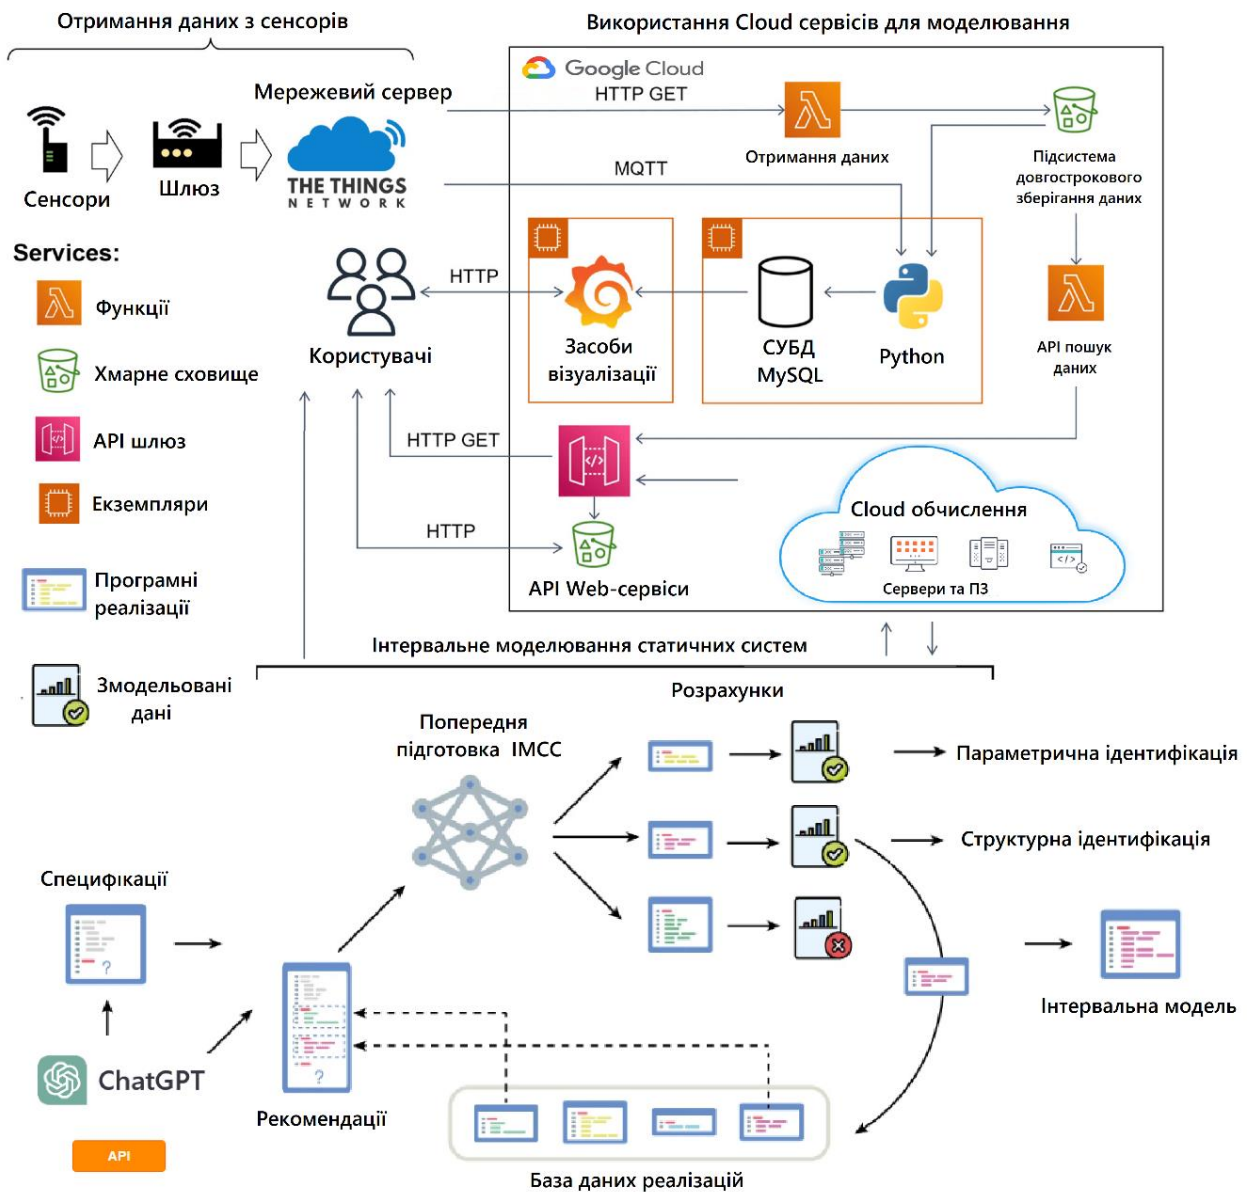 Отримання даних з сенсорів
Використання Cloud сервісів для моделювання
Google Cloud
Мережевий сервер
HTTP GET
Отримання даних
Підсистема
довгострокового
зберігання даних
Сенсори
Шлюз
THE THINGS
NETWORK
MQTT
Services:
Функції
Хмарне сховище
API шлюз
Екземпляри
Програмні
реалізації
Змодельовані
дані
Користувачі
HTTP
Засоби
візуалізації
СУБД
MySQL
Python
API пошук
даних
HTTP GET
HTTP
API Web-сервіси
Cloud обчислення
Сервери та ПЗ
Інтервальне моделювання статичних систем
Розрахунки
Попередня
підготовка ІМСС
Параметрична ідентифікація
Структурна ідентифікація
Специфікації
?
ChatGPT
API
?
Рекомендації
Інтервальна модель
База даних реалізацій